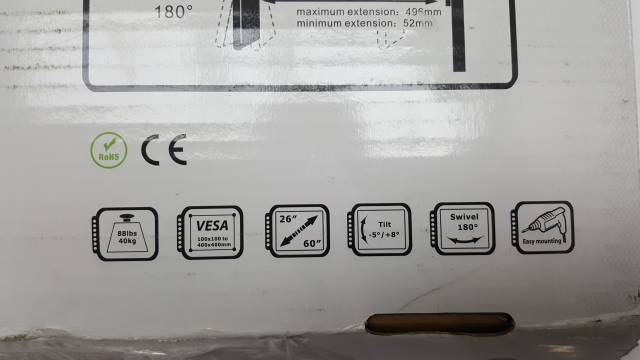 180°
maximum extension: 496mm
minimum extension: 52mm
RoHS
CE
88lbs
40kg
VESA
100x100 to
400x400mm
26"
60"
Tilt
-5°/+8°
Swivel
180°
Easy mounting